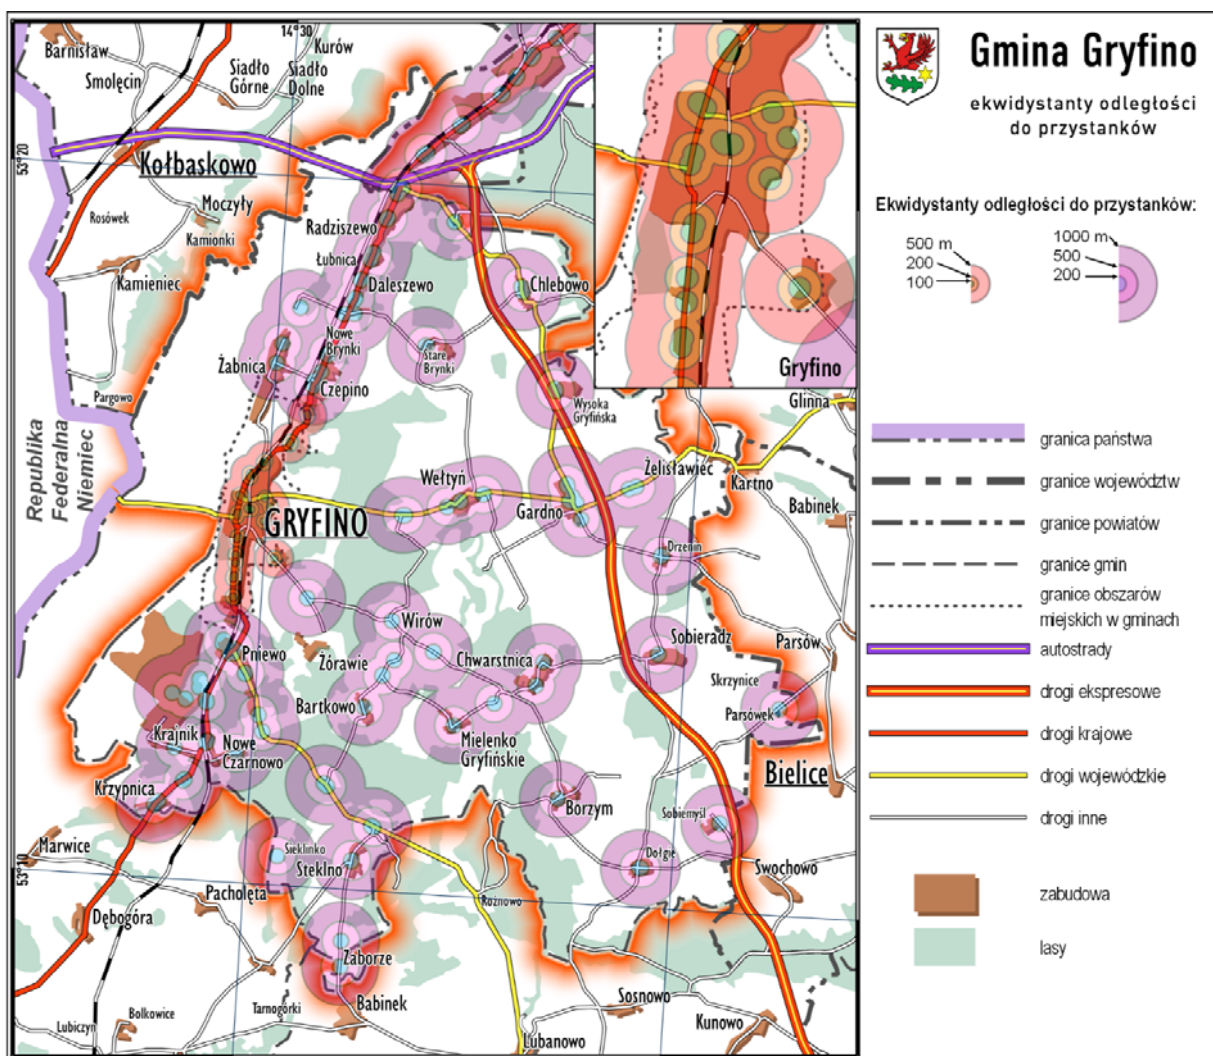 Gmina Gryfino
ekwidystanty odległości
do przystanków
Ekwidystanty odległości do przystanków:
500 m
200
100
1000 m
500
200
granica państwa
granice województw
granice powiatów
granice gmin
granice obszarów
miejskich w gminach
autostrady
drogi ekspresowe
drogi krajowe
drogi wojewódzkie
drogi inne
zabudowa
lasy
14°30
Barnisław
Kurów
Smolęcin
Siadło
Górne
Siadło
Dolne
53°20
Kołbaskowo
Moczyły
Rosówek
Kamionki
Radziszewo
Łubnica
Kamieniec
Daleszewo
Chlebowo
Nowe
Brynki
Stare
Brynki
Żabnica
Czepino
Gryfino
Pargowo
Wysoka
Gryfińska
Glinna
Republika
Federalna
Niemiec
Wełtyń
Żelisławiec
Kartno
Gardno
Babinek
GRYFINO
Drzenin
Wirów
Pniewo
Żórawie
Chwarstnica
Sobieradz
Parsów
Skrzynice
Bartkowo
Parsówek
Krajnik
Nowe
Czarnowo
Mielenko
Gryfińskie
Bielice
Krzypnica
Borzym
Sobiemyśl
Marwice
Sieklinko
Steklno
Dołgie
Swochowo
53°10
Pacholęta
Rożnowo
Dębogóra
Zaborze
Babinek
Tarnogórki
Sosnowo
Lubiczyn
Bolkowice
Kunowo
Lubanowo